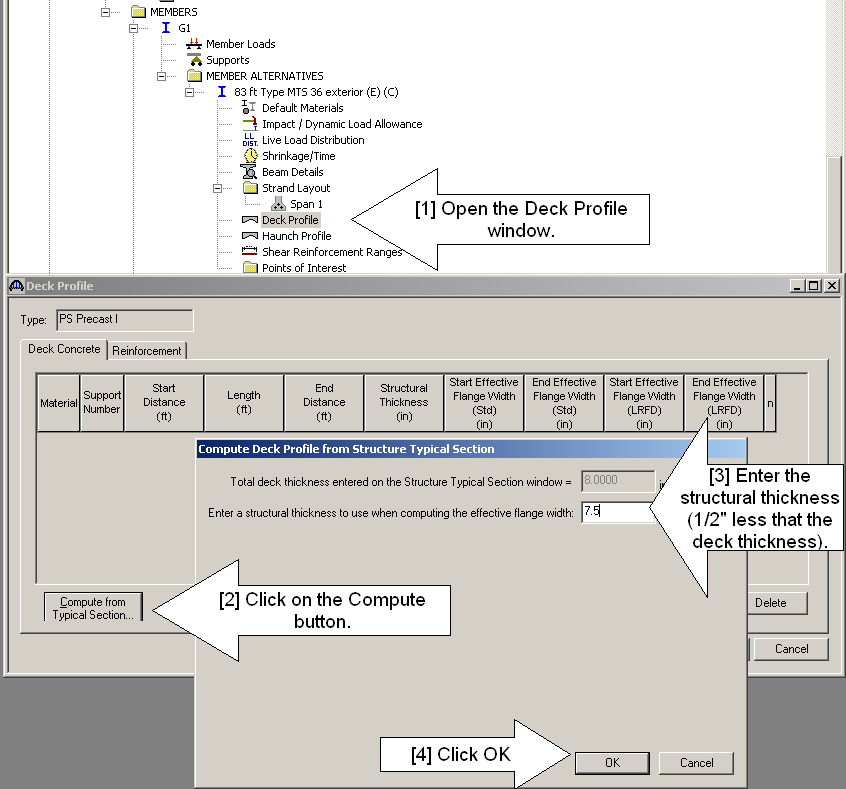 MEMBERS
G1
Member Loads
Supports
MEMBER ALTERNATIVES
83 ft Type MTS 36 exterior (E) (C)
Default Materials
Impact / Dynamic Load Allowance
LL
DIST.
Live Load Distribution
Shrinkage/Time
Beam Details
Strand Layout
Span 1
Deck Profile
Haunch Profile
Shear Reinforcement Ranges
Points of Interest
[1] Open the Deck Profile
window.
Deck Profile
Type: PS Precast I
Deck Concrete Reinforcement
Material
Support
Number
Start
Distance
(ft)
Length
(ft)
End
Distance
(ft)
Structural
Thickness
(in)
Start Effective
Flange Width
(Std)
(in)
End Effective
Flange Width
(Std)
(in)
Start Effective
Flange Width
(LRFD)
(in)
End Effective
Flange Width
(LRFD)
(in)
n
Compute Deck Profile from Structure Typical Section
Total deck thickness entered on the Structure Typical Section window = 8.0000
Enter a structural thickness to use when computing the effective flange width: 7.5
[3] Enter the
structural thickness
(1/2" less that the
deck thickness).
Compute from
Typical Section...
[2] Click on the Compute
button.
Delete
Cancel
[4] Click OK
OK
Cancel